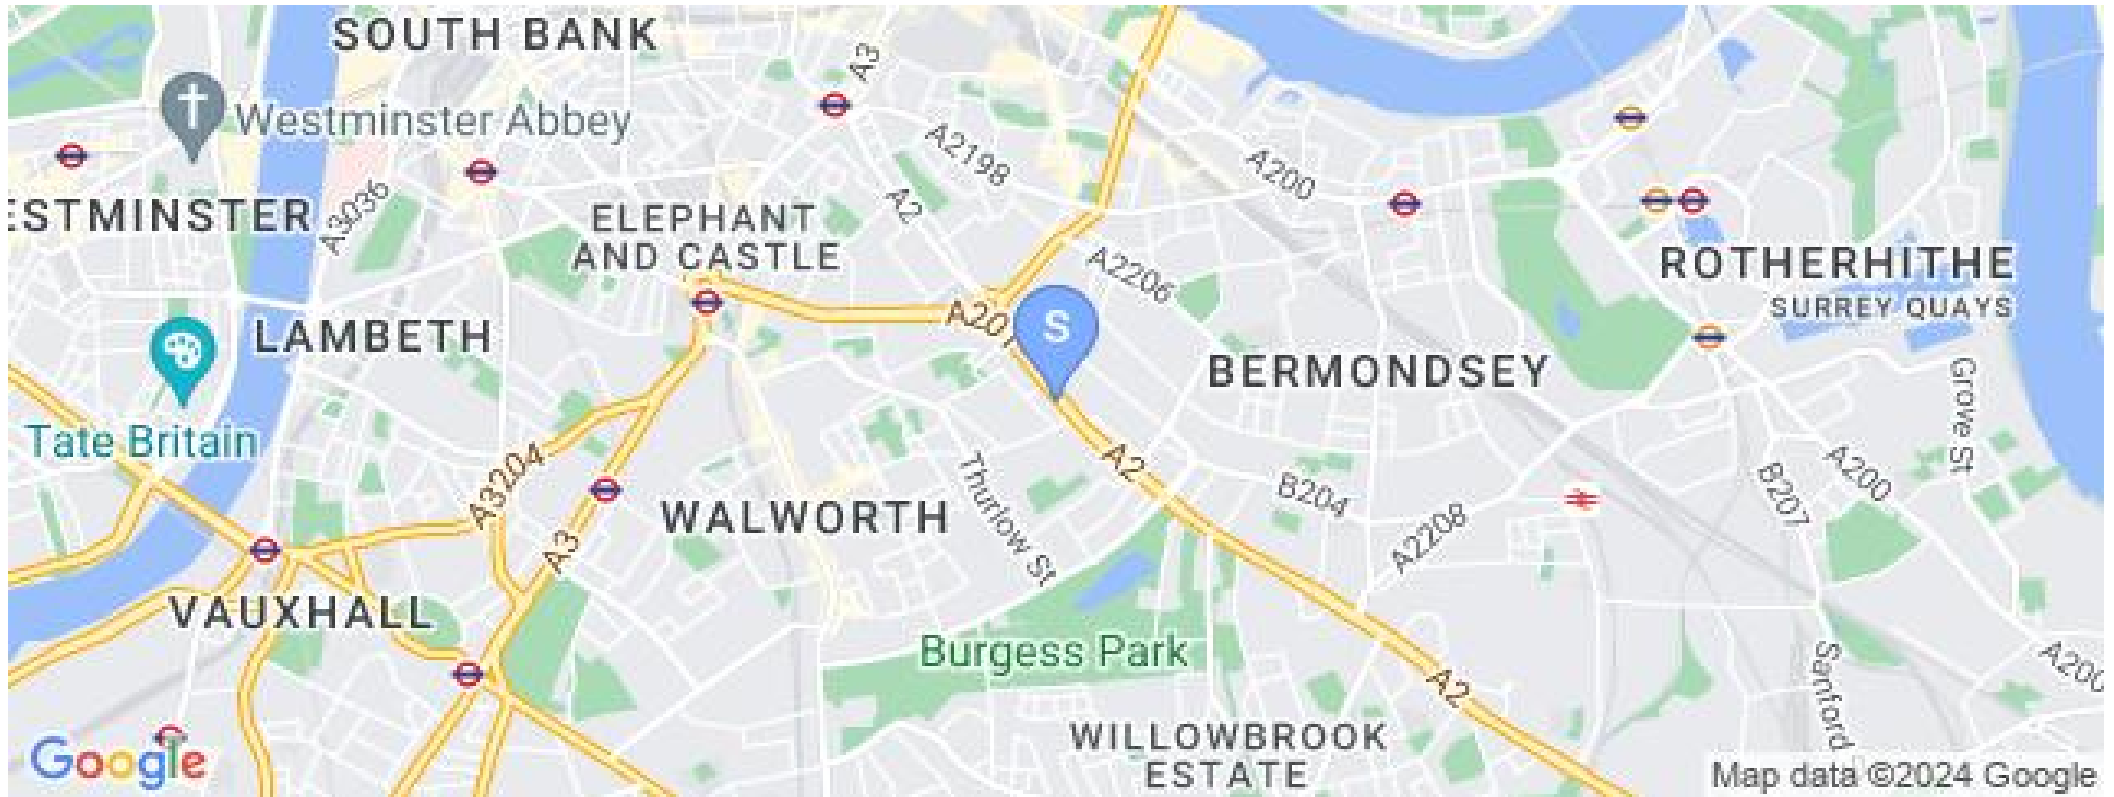 SOUTH BANK
A3
Westminster Abbey
A2198
A200
ESTMINSTER
A3036
A2
ELEPHANT
AND CASTLE
A2206
ROTHERHITHE
SURREY QUAYS
A201
S
LAMBETH
BERMONDSEY
Grove St
Tate Britain
A3204
A2
Thurlow St
B204
B207
A200
WALWORTH
A3
A2208
VAUXHALL
Burgess Park
A2
Sanford
A200
WILLOWBROOK
ESTATE
Google
Map data ©2024 Google